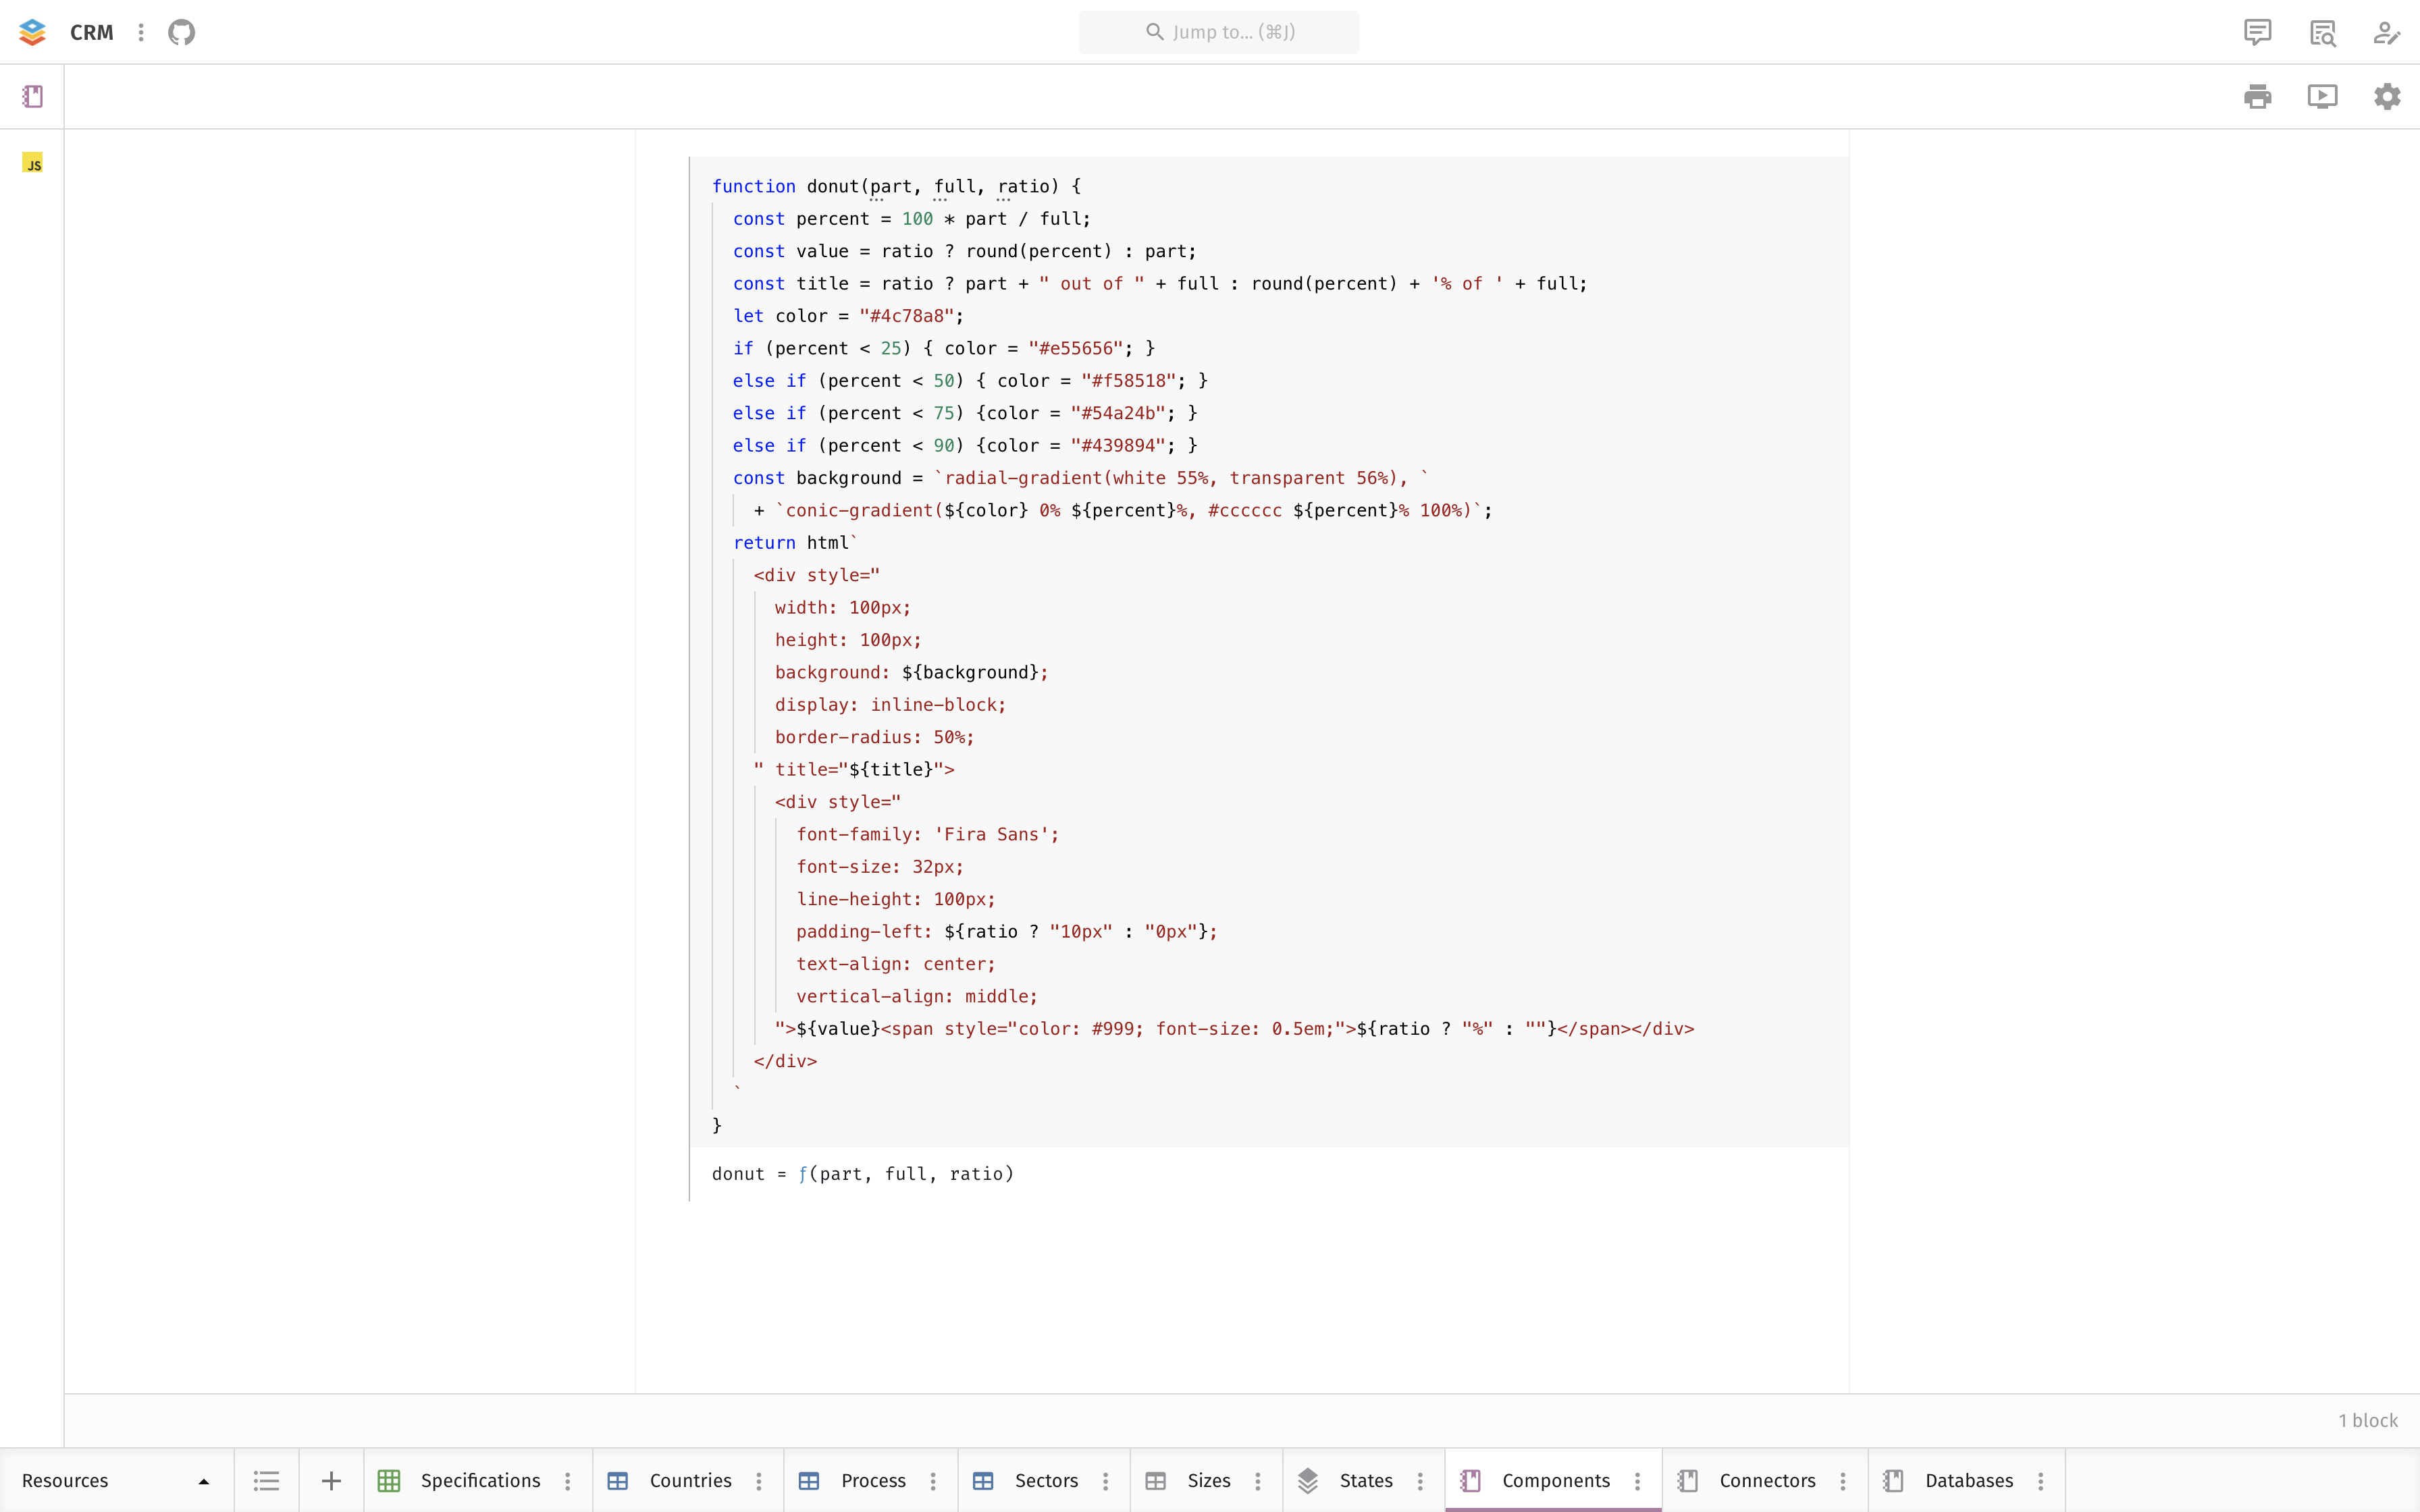 CRM
Jump to... (⌘J)
JS
function donut(part, full, ratio) {
const percent = 100 * part / full;
const value = ratio ? round(percent) : part;
const title = ratio ? part + " out of " + full : round(percent) + '% of ' + full;
let color = "#4c78a8";
if (percent < 25) { color = "#e55656"; }
else if (percent < 50) { color = "#f58518"; }
else if (percent < 75) {color = "#54a24b"; }
else if (percent < 90) {color = "#439894"; }
const background = `radial-gradient(white 55%, transparent 56%), `
+ `conic-gradient(${color} 0% ${percent}%, #cccccc ${percent}% 100%)`;
return html`
<div style="
width: 100px;
height: 100px;
background: ${background};
display: inline-block;
border-radius: 50%;
" title="${title}">
<div style="
font-family: 'Fira Sans';
font-size: 32px;
line-height: 100px;
padding-left: ${ratio ? "10px" : "0px"};
text-align: center;
vertical-align: middle;
">${value}<span style="color: #999; font-size: 0.5em;">${ratio ? "%" : ""}</span></div>
</div>
`
}
donut = ƒ(part, full, ratio)
1 block
Resources
Specifications
Countries
Process
Sectors
Sizes
States
Components
Connectors
Databases